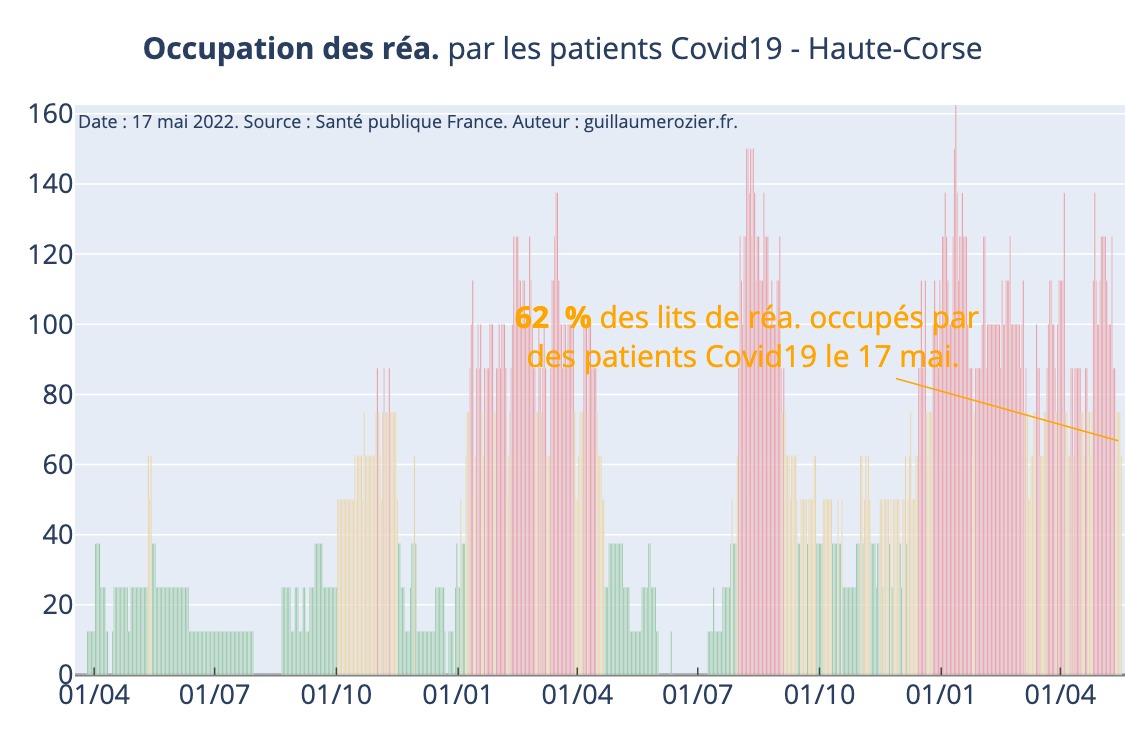 Occupation des réa. par les patients Covid19 - Haute-Corse
160
Date : 17 mai 2022. Source : Santé publique France. Auteur : guillaumerozier.fr.
140
120
100
62  % des lits de réa. occupés par
des patients Covid19 le 17 mai.
80
60
40
20
0
01/04 01/07 01/10 01/01 01/04 01/07 01/10 01/01 01/04